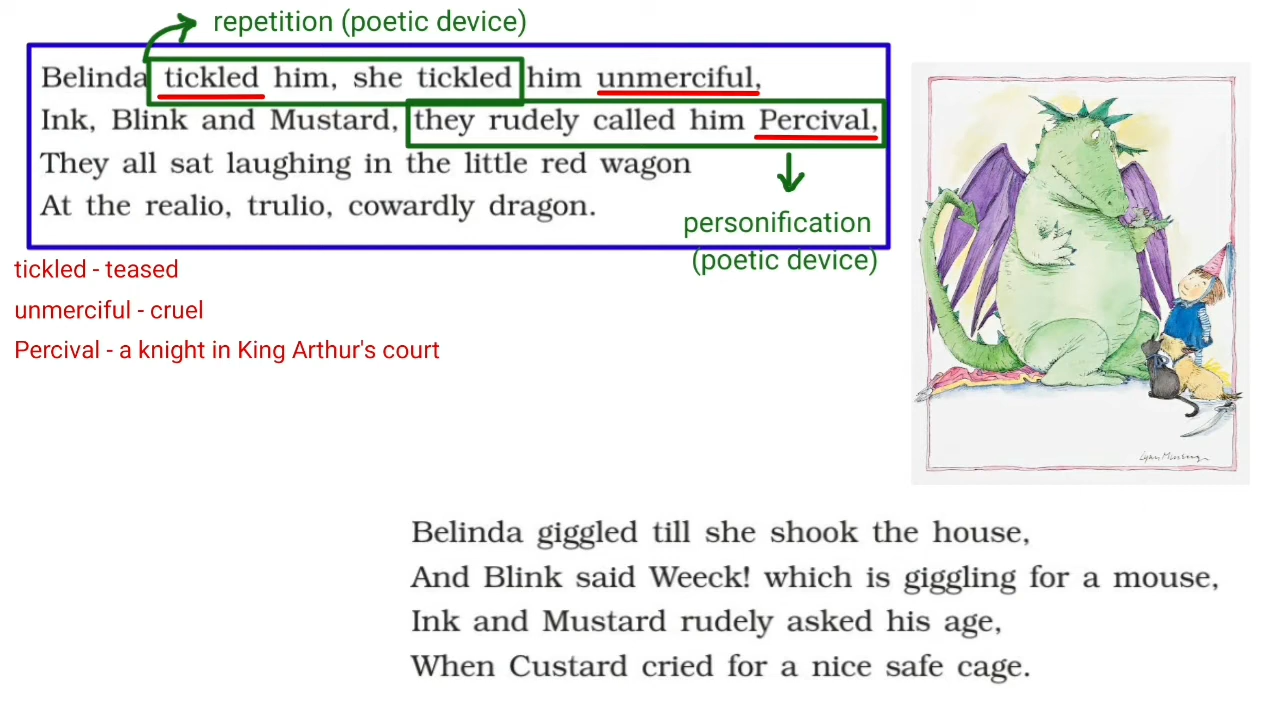 repetition (poetic device)
Belinda tickled him, she tickled him unmerciful,
Ink, Blink and Mustard, they rudely called him Percival,
They all sat laughing in the little red wagon
At the realio, trulio, cowardly dragon.
personification
(poetic device)
tickled - teased
unmerciful - cruel
Percival - a knight in King Arthur's court
Belinda giggled till she shook the house,
And Blink said Weeck! which is giggling for a mouse,
Ink and Mustard rudely asked his age,
When Custard cried for a nice safe cage.